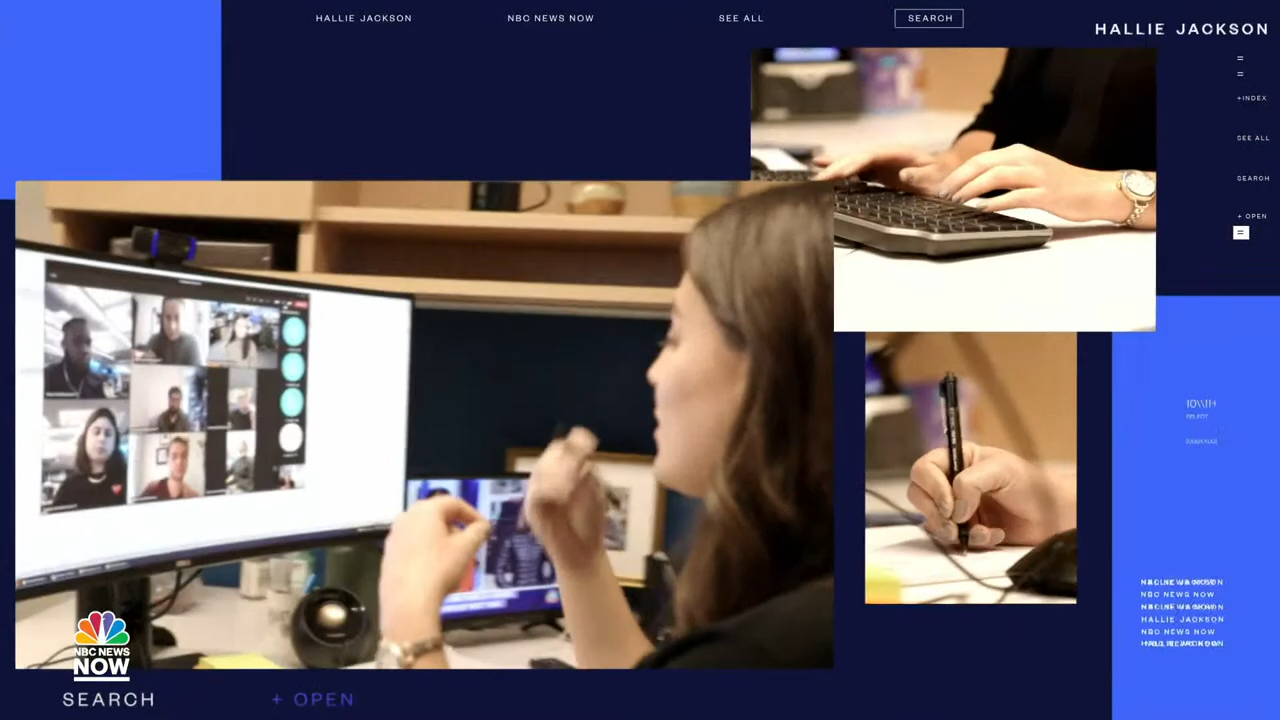 HALLIE JACKSON
NBC NEWS NOW
SEE ALL
SEARCH
HALLIE JACKSON
=
=
+INDEX
SEE ALL
SEARCH
+ OPEN
=
NBC NEWS NOW
HALLIE JACKSON
NBC NEWS NOW
NBC NEWS
NOW
SEARCH
+ OPEN